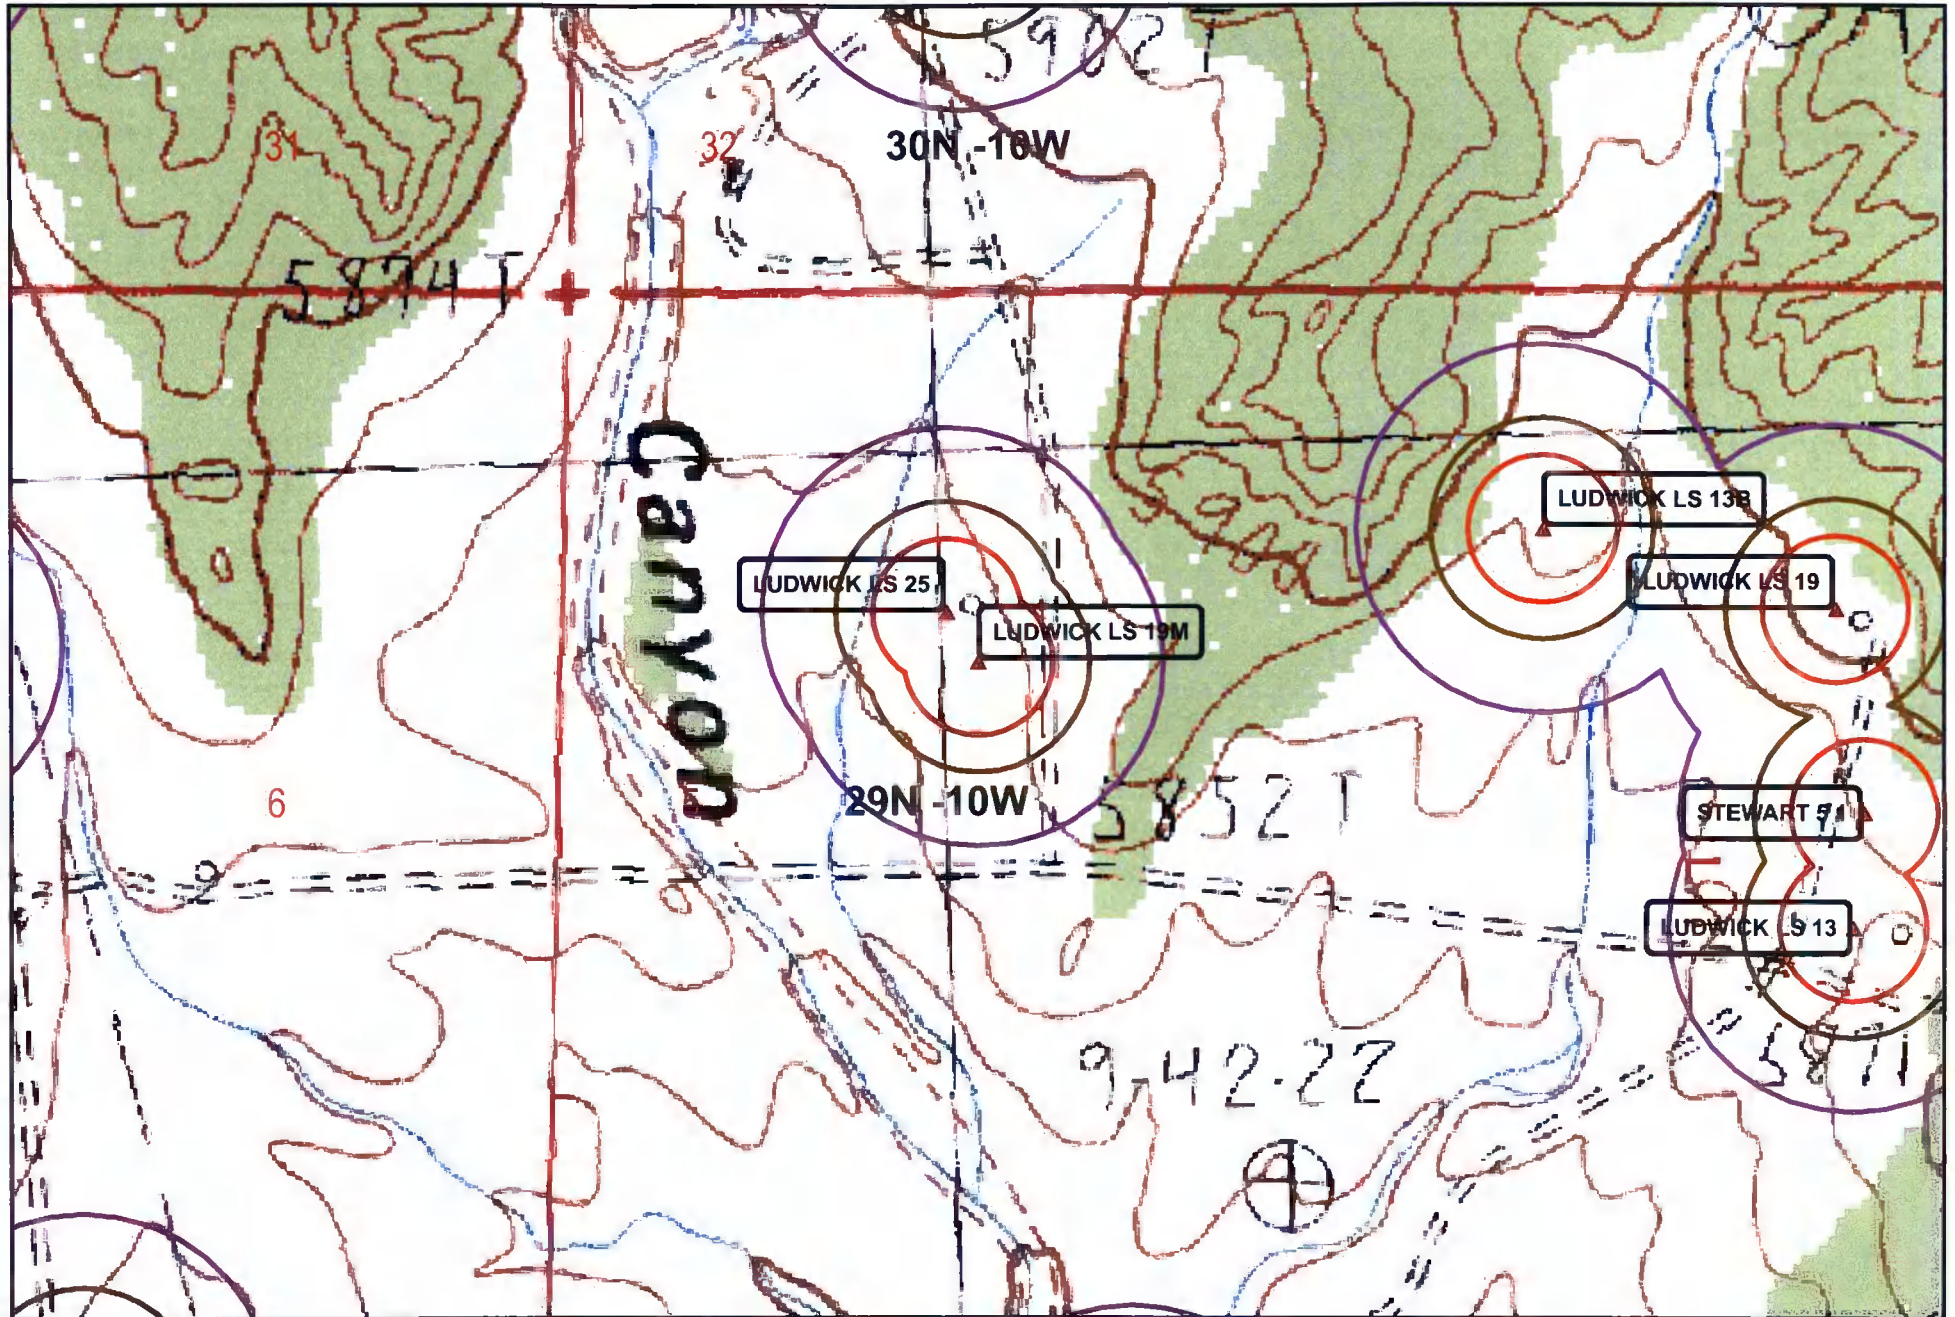 5902
31
32
30N -10W
5874 T
Canyon
LUDWICK LS 13B
LUDWICK LS 25
LUDWICK LS 19
LUDWICK LS 19M
6
29N -10W
5852 T
STEWART 5
LUDWICK LS 13
9-42-22